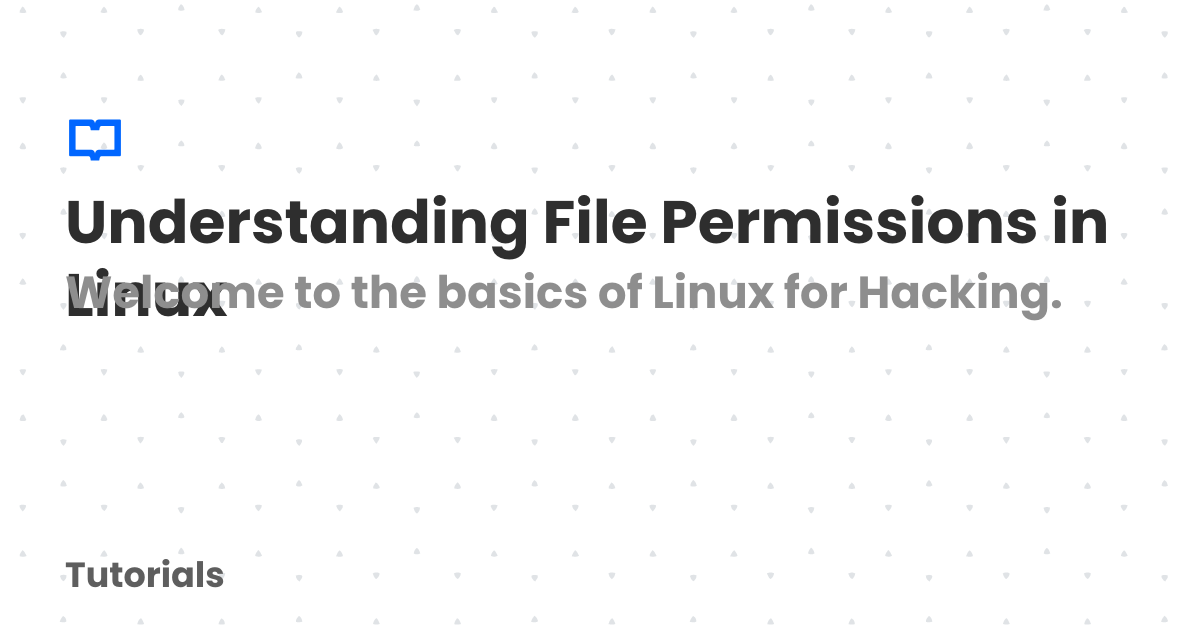 Understanding File Permissions in
Linux
Welcome to the basics of Linux for Hacking.
Tutorials